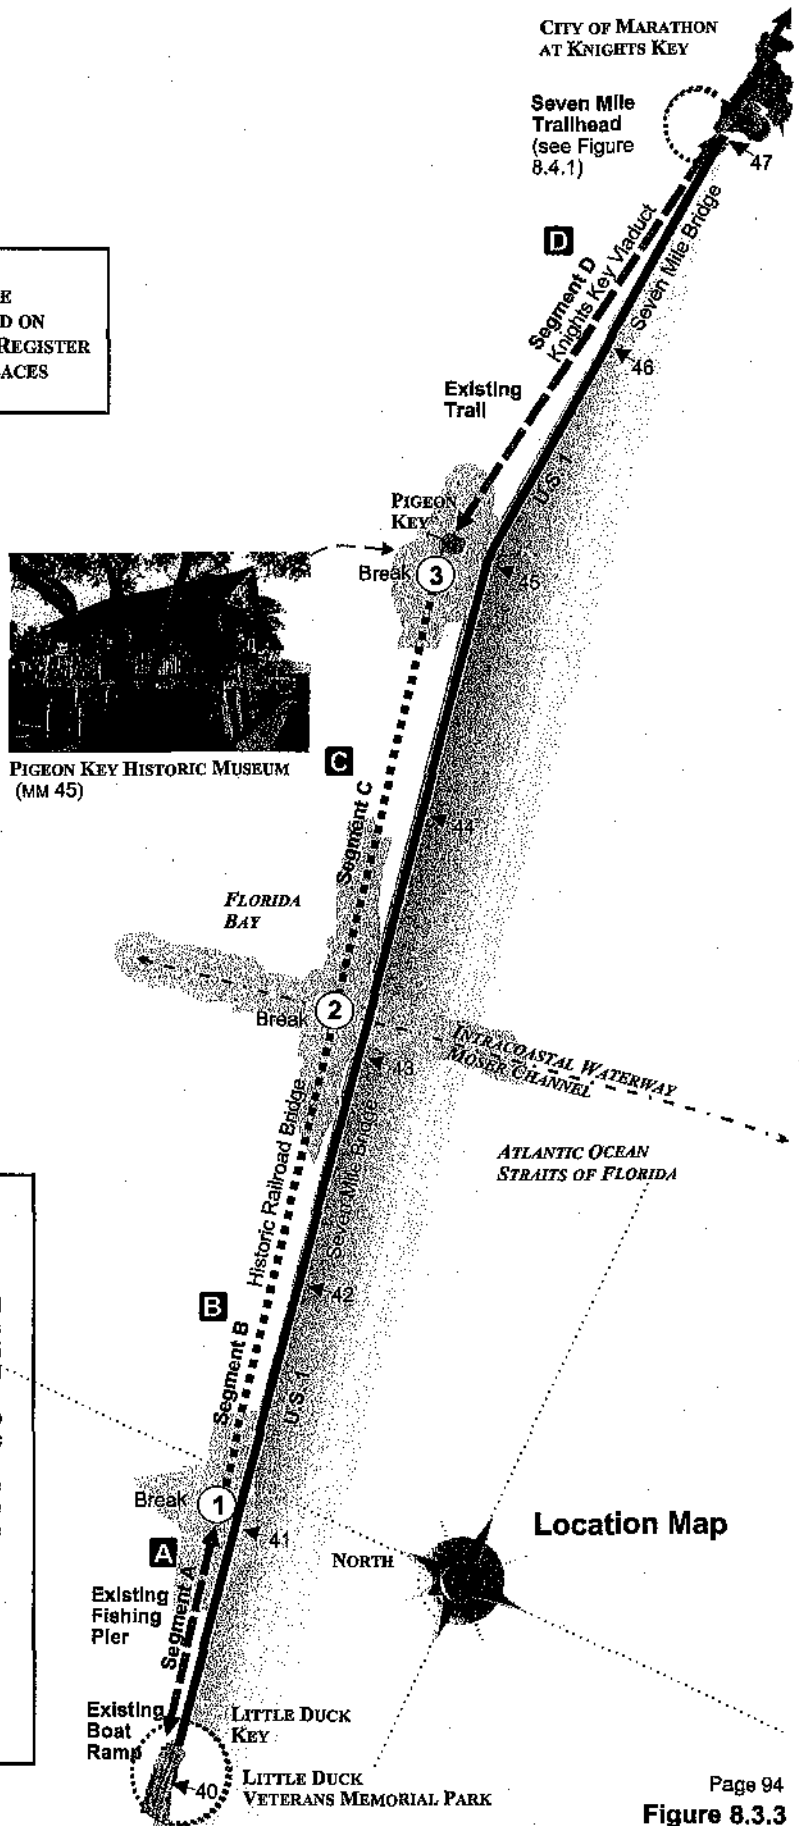 CITY OF MARATHON
AT KNIGHTS KEY
Seven Mile
Trailhead
(see Figure
8.4.1)
47
D
Segment D
Knights Key Viaduct
Seven Mile Bridge
E
D ON
REGISTER
ACES
46
Existing
Trail
U.S. 1
PIGEON
KEY
Break 3
45
PIGEON KEY HISTORIC MUSEUM
(MM 45)
C
Segment C
44
FLORIDA
BAY
Break 2
INTRACOASTAL WATERWAY
MOSER CHANNEL
43
Historic Railroad Bridge
Seven Mile Bridge
ATLANTIC OCEAN
STRAITS OF FLORIDA
42
B
Segment B
U.S. 1
Break 1
41
Location Map
NORTH
A
Segment A
Existing
Fishing
Pier
Existing
Boat
Ramp
LITTLE DUCK
KEY
40
LITTLE DUCK
VETERANS MEMORIAL PARK
Page 94
Figure 8.3.3